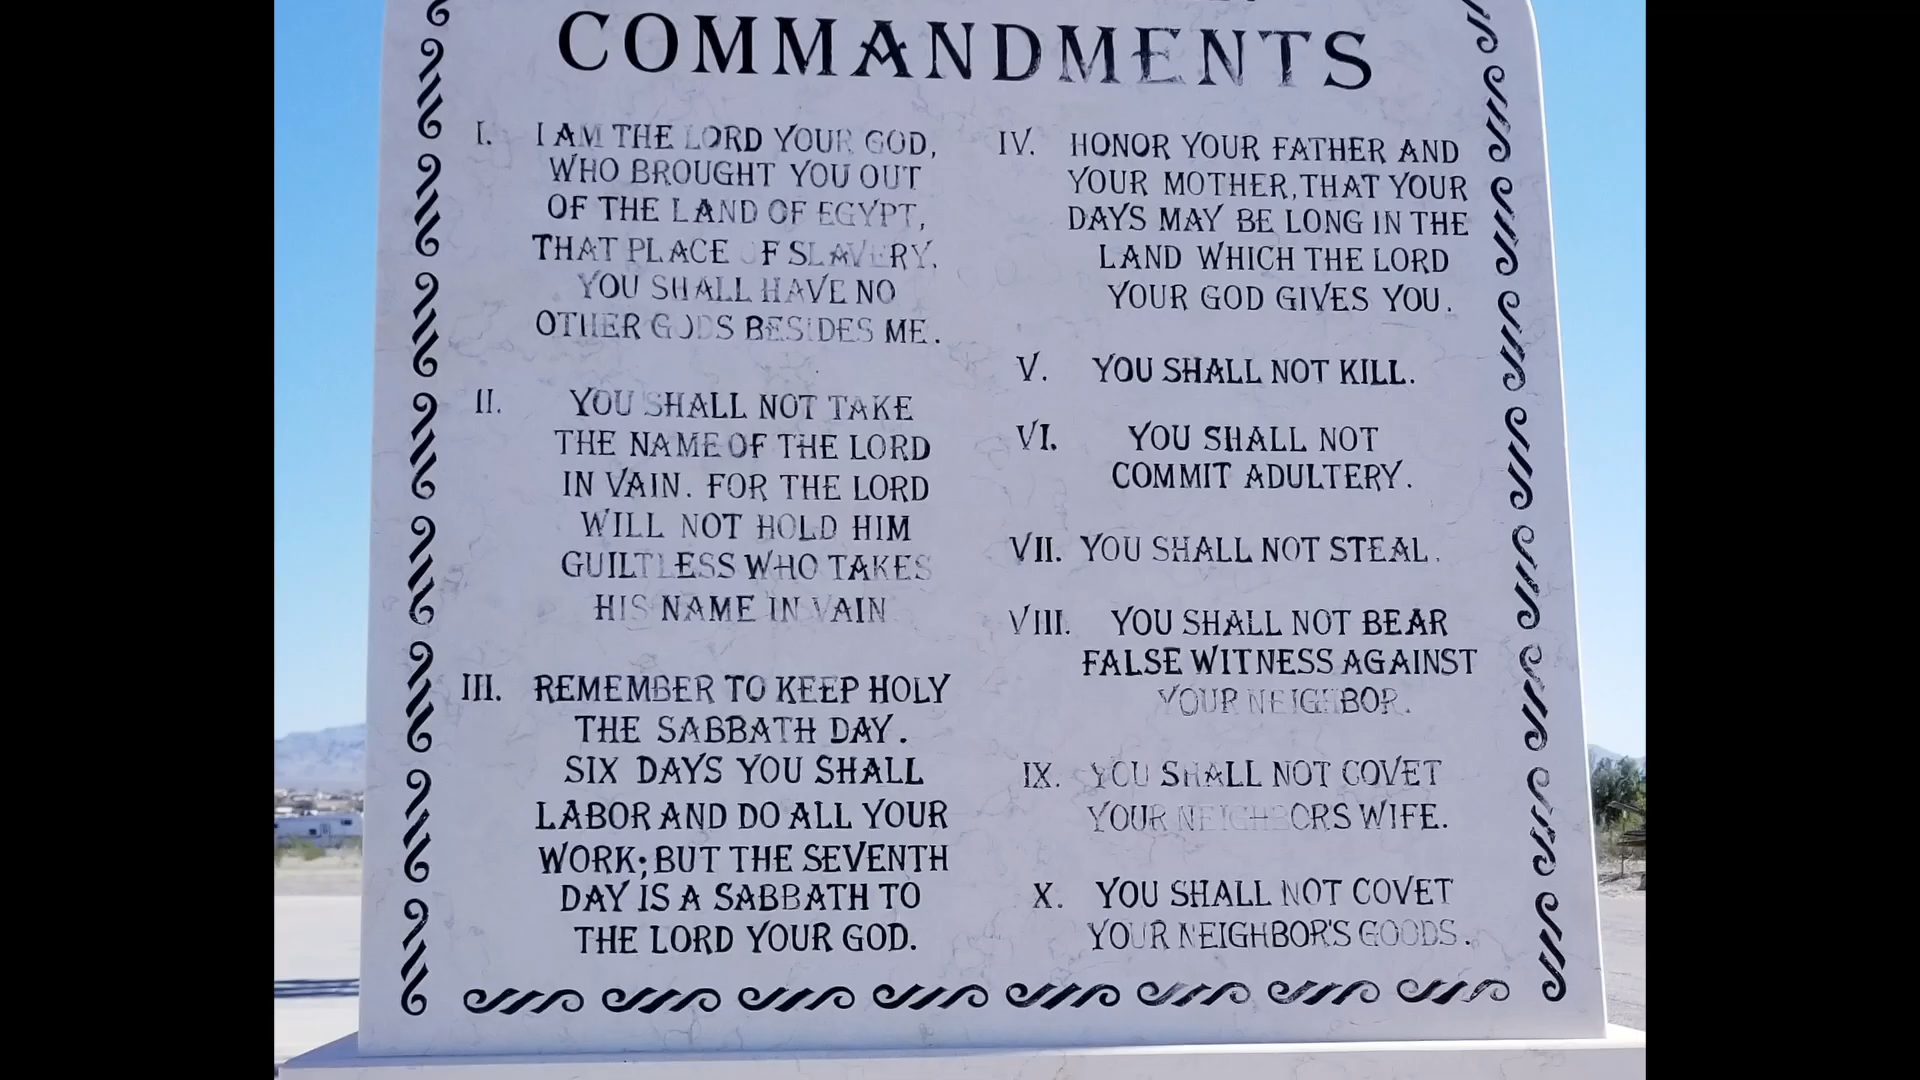 COMMANDMENTS
I. I AM THE LORD YOUR GOD,
WHO BROUGHT YOU OUT
OF THE LAND OF EGYPT,
THAT PLACE OF SLAVERY.
YOU SHALL HAVE NO
OTHER GODS BESIDES ME.
II. YOU SHALL NOT TAKE
THE NAME OF THE LORD
IN VAIN. FOR THE LORD
WILL NOT HOLD HIM
GUILTLESS WHO TAKES
HIS NAME IN VAIN
III. REMEMBER TO KEEP HOLY
THE SABBATH DAY.
SIX DAYS YOU SHALL
LABOR AND DO ALL YOUR
WORK; BUT THE SEVENTH
DAY IS A SABBATH TO
THE LORD YOUR GOD.
IV. HONOR YOUR FATHER AND
YOUR MOTHER, THAT YOUR
DAYS MAY BE LONG IN THE
LAND WHICH THE LORD
YOUR GOD GIVES YOU.
V. YOU SHALL NOT KILL.
VI. YOU SHALL NOT
COMMIT ADULTERY.
VII. YOU SHALL NOT STEAL.
VIII. YOU SHALL NOT BEAR
FALSE WITNESS AGAINST
YOUR NEIGHBOR.
IX. YOU SHALL NOT COVET
YOUR NEIGHBORS WIFE.
X. YOU SHALL NOT COVET
YOUR NEIGHBOR'S GOODS.